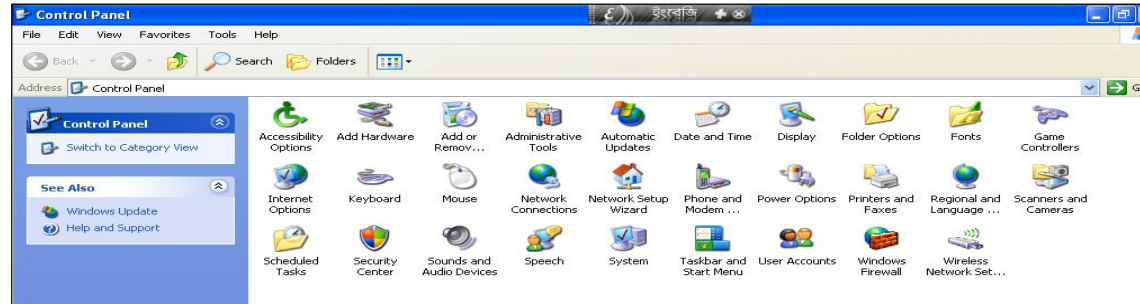 Control Panel
ইংরেজি
File Edit View Favorites Tools Help
Back Search Folders
Address Control Panel G
Control Panel
Switch to Category View
See Also
Windows Update
Help and Support
Accessibility Options
Add Hardware
Add or Remov...
Administrative Tools
Automatic Updates
Date and Time
Display
Folder Options
Fonts
Game Controllers
Internet Options
Keyboard
Mouse
Network Connections
Network Setup Wizard
Phone and Modem ...
Power Options
Printers and Faxes
Regional and Language ...
Scanners and Cameras
Scheduled Tasks
Security Center
Sounds and Audio Devices
Speech
System
Taskbar and Start Menu
User Accounts
Windows Firewall
Wireless Network Set...